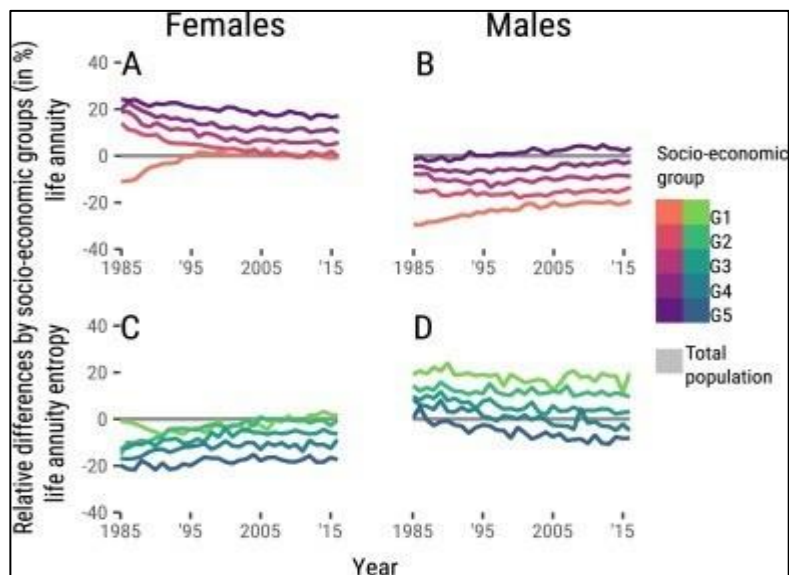 Females Males
Relative differences by socio-economic groups (in %)
life annuity
life annuity entropy
A
40
20
0
-20
-40
1985 '95 2005 '15
B
1985 '95 2005 '15
C
40
20
0
-20
-40
1985 '95 2005 '15
D
1985 '95 2005 '15
Year
Socio-economic
group
G1
G2
G3
G4
G5
Total
population